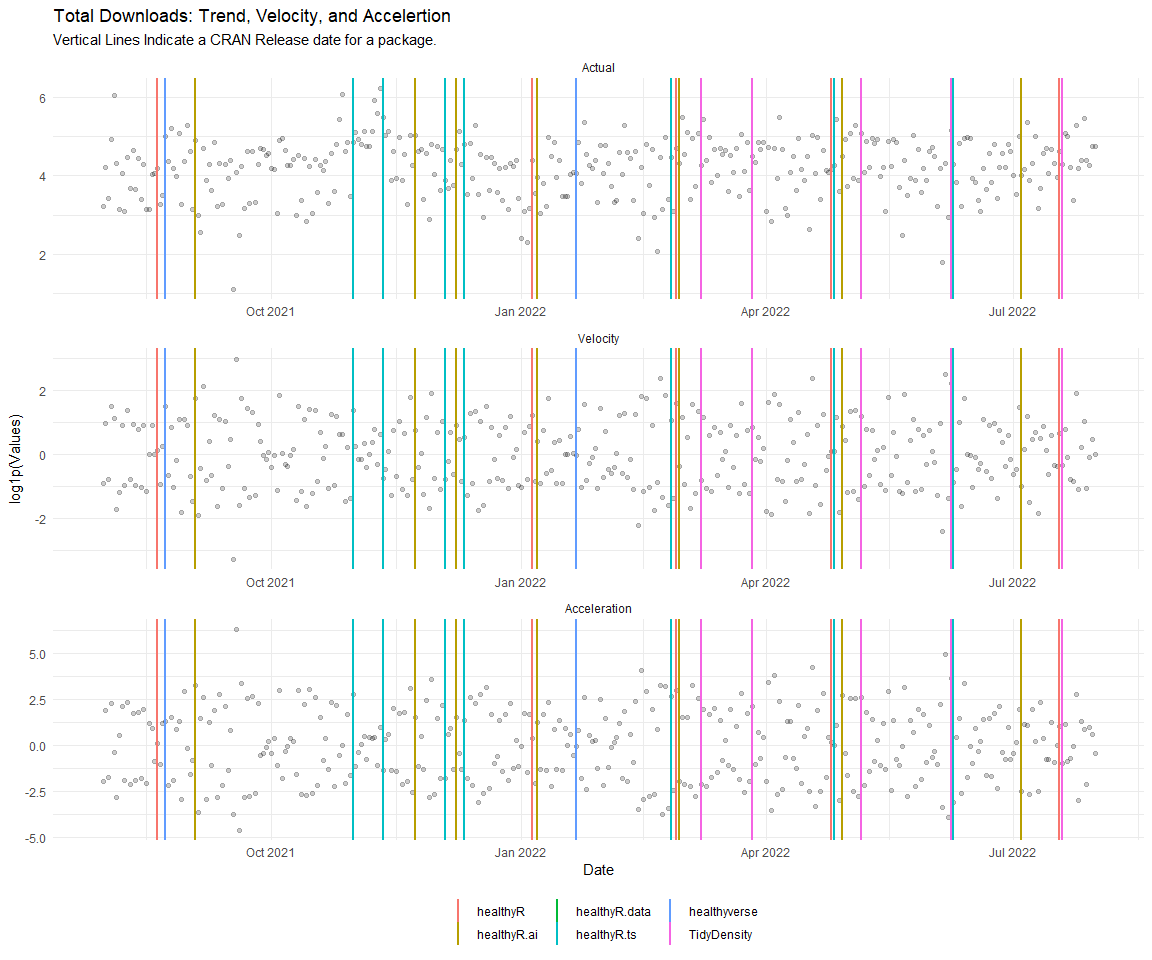 Total Downloads: Trend, Velocity, and Accelertion
Vertical Lines Indicate a CRAN Release date for a package.
Actual
6
4
2
Oct 2021
Jan 2022
Apr 2022
Jul 2022
Velocity
2
0
-2
Oct 2021
Jan 2022
Apr 2022
Jul 2022
log1p(Values)
Acceleration
5.0
2.5
0.0
-2.5
-5.0
Oct 2021
Jan 2022
Apr 2022
Jul 2022
Date
healthyR
healthyR.data
healthyverse
healthyR.ai
healthyR.ts
TidyDensity